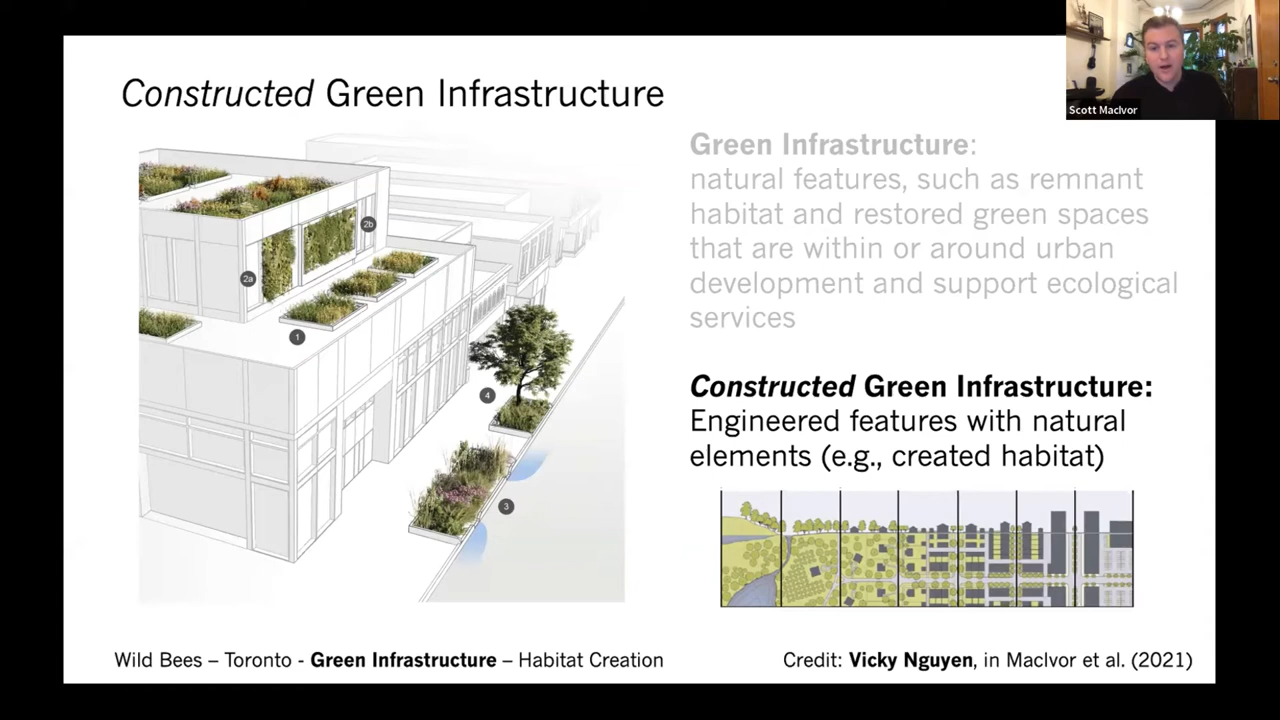 Constructed Green Infrastructure
Scott MacIvor
2b
2a
1
4
3
Green Infrastructure:
natural features, such as remnant
habitat and restored green spaces
that are within or around urban
development and support ecological
services
Constructed Green Infrastructure:
Engineered features with natural
elements (e.g., created habitat)
Wild Bees – Toronto - Green Infrastructure – Habitat Creation
Credit: Vicky Nguyen, in MacIvor et al. (2021)